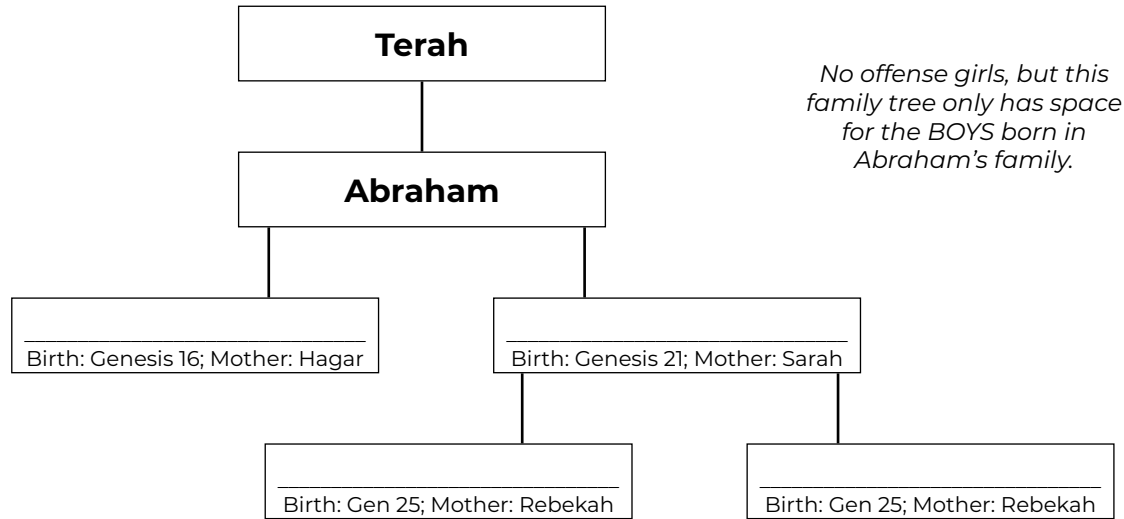 Terah
No offense girls, but this
family tree only has space
for the BOYS born in
Abraham’s family.
Abraham
Birth: Genesis 16; Mother: Hagar
Birth: Genesis 21; Mother: Sarah
Birth: Gen 25; Mother: Rebekah
Birth: Gen 25; Mother: Rebekah